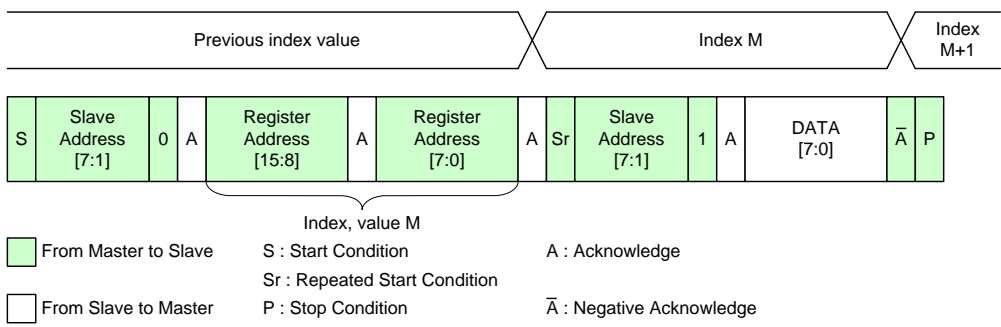 Previous index value
Index M
Index
M+1
S
Slave
Address
[7:1]
0
A
Register
Address
[15:8]
A
Register
Address
[7:0]
A
Sr
Slave
Address
[7:1]
1
A
DATA
[7:0]
A̅
P
Index, value M
From Master to Slave
S : Start Condition
A : Acknowledge
Sr : Repeated Start Condition
From Slave to Master
P : Stop Condition
A̅ : Negative Acknowledge